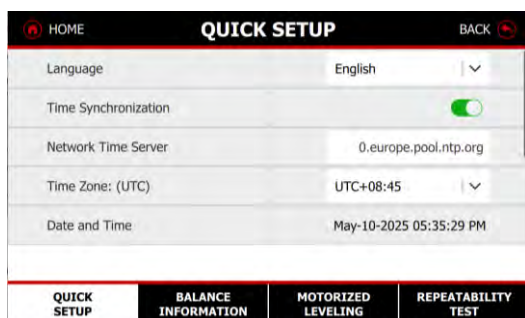 HOME QUICK SETUP BACK
Language English
Time Synchronization
Network Time Server 0.europe.pool.ntp.org
Time Zone: (UTC) UTC+08:45
Date and Time May-10-2025 05:35:29 PM
QUICK SETUP BALANCE INFORMATION MOTORIZED LEVELING REPEATABILITY TEST